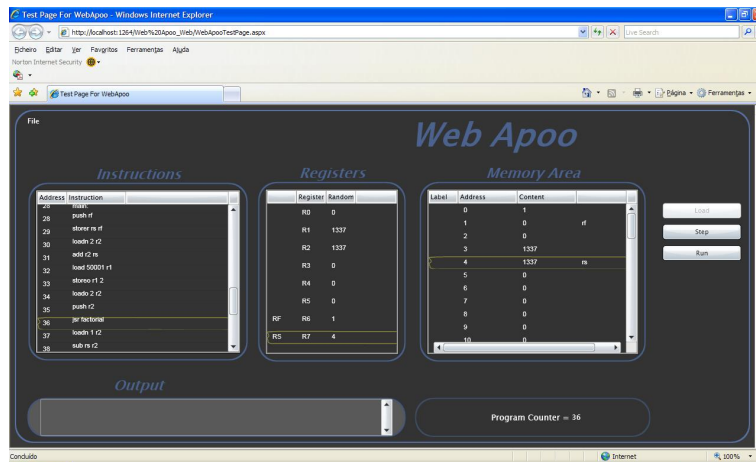 Test Page For WebApoo - Windows Internet Explorer
http://localhost:1264/Web%20Apoo_Web/WebApooTestPage.aspx
Live Search
Ficheiro Editar Ver Favoritos Ferramentas Ajuda
Norton Internet Security
Test Page For WebApoo
Página Ferramentas
File
Web Apoo
Instructions Registers Memory Area
Address Instruction
28 main:
28 push rf
29 storer rs rf
30 loadn 2 r2
31 add r2 rs
32 load 50001 r1
33 storeo r1 2
34 loado 2 r2
35 push r2
36 jsr factorial
37 loadn 1 r2
38 sub rs r2
Register Random
R0 0
R1 1337
R2 1337
R3 0
R4 0
R5 0
RF R6 1
RS R7 4
Label Address Content
0 1
1 0 rf
2 0
3 1337
4 1337 rs
5 0
6 0
7 0
8 0
9 0
10 0
Load
Step
Run
Output
Program Counter = 36
Concluído
Internet
100%